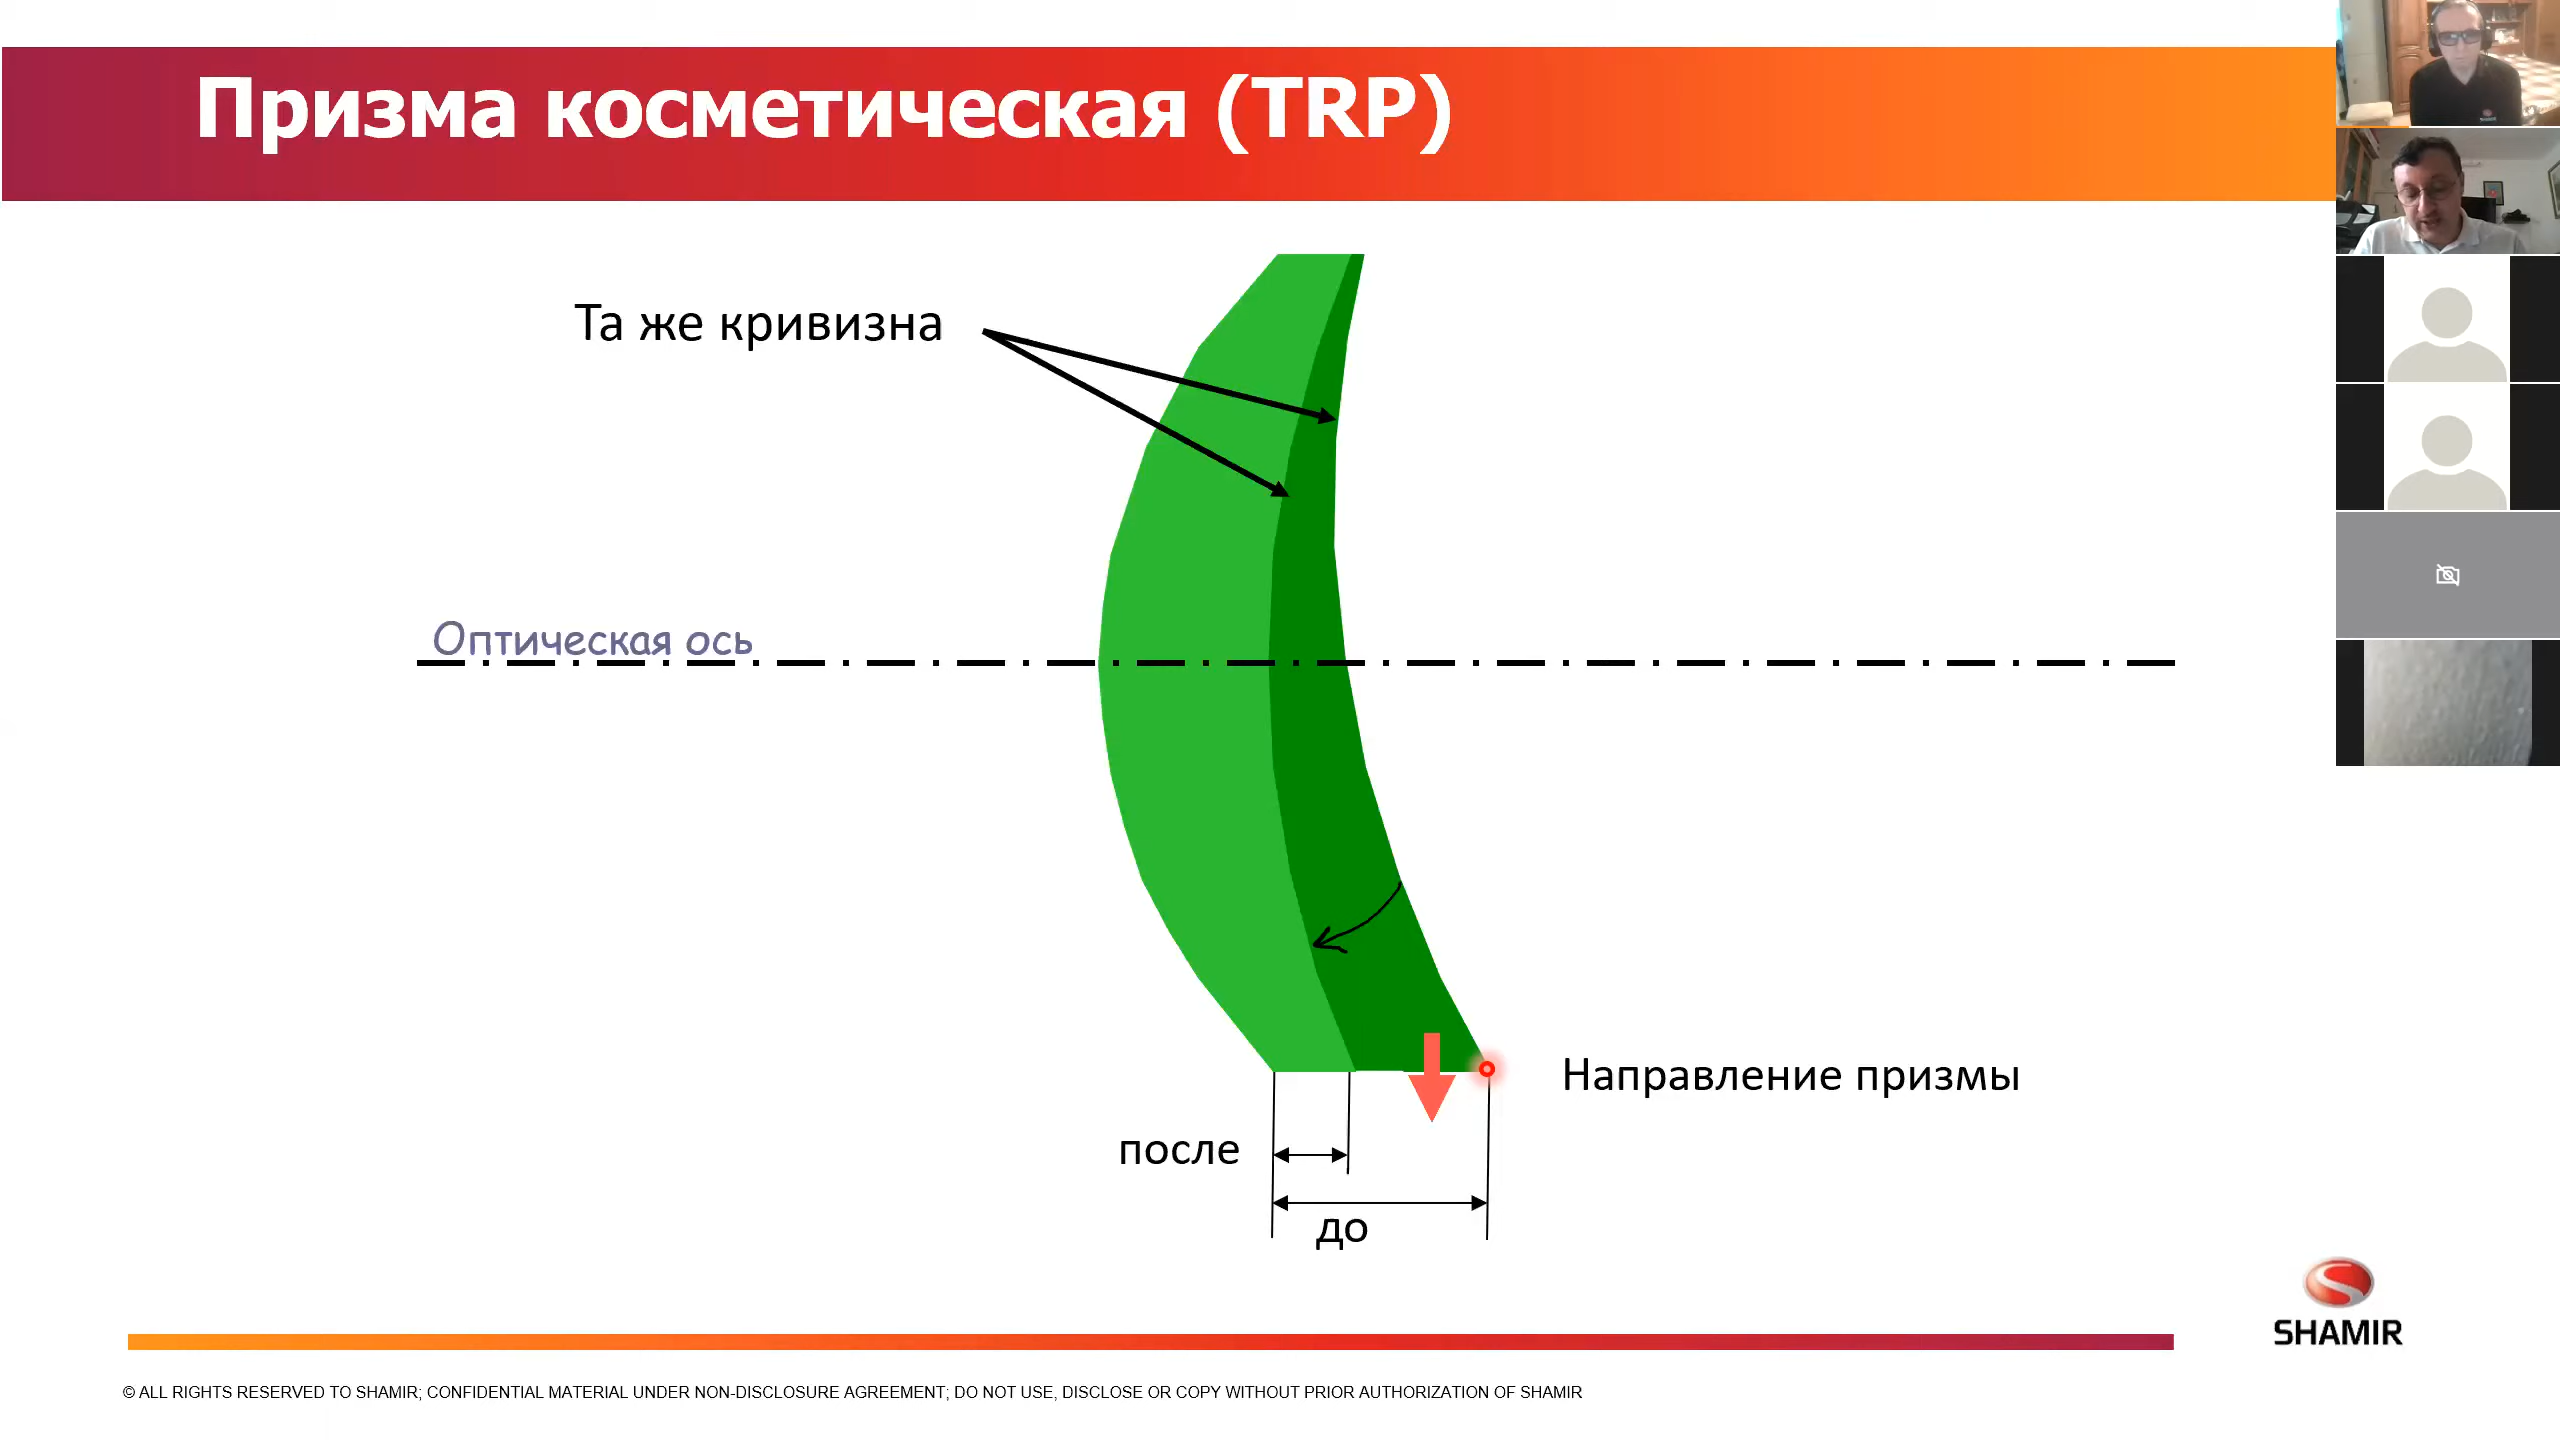 Призма косметическая (TRP)
Та же кривизна
Оптическая ось
Направление призмы
после
до
SHAMIR
© ALL RIGHTS RESERVED TO SHAMIR; CONFIDENTIAL MATERIAL UNDER NON-DISCLOSURE AGREEMENT; DO NOT USE, DISCLOSE OR COPY WITHOUT PRIOR AUTHORIZATION OF SHAMIR